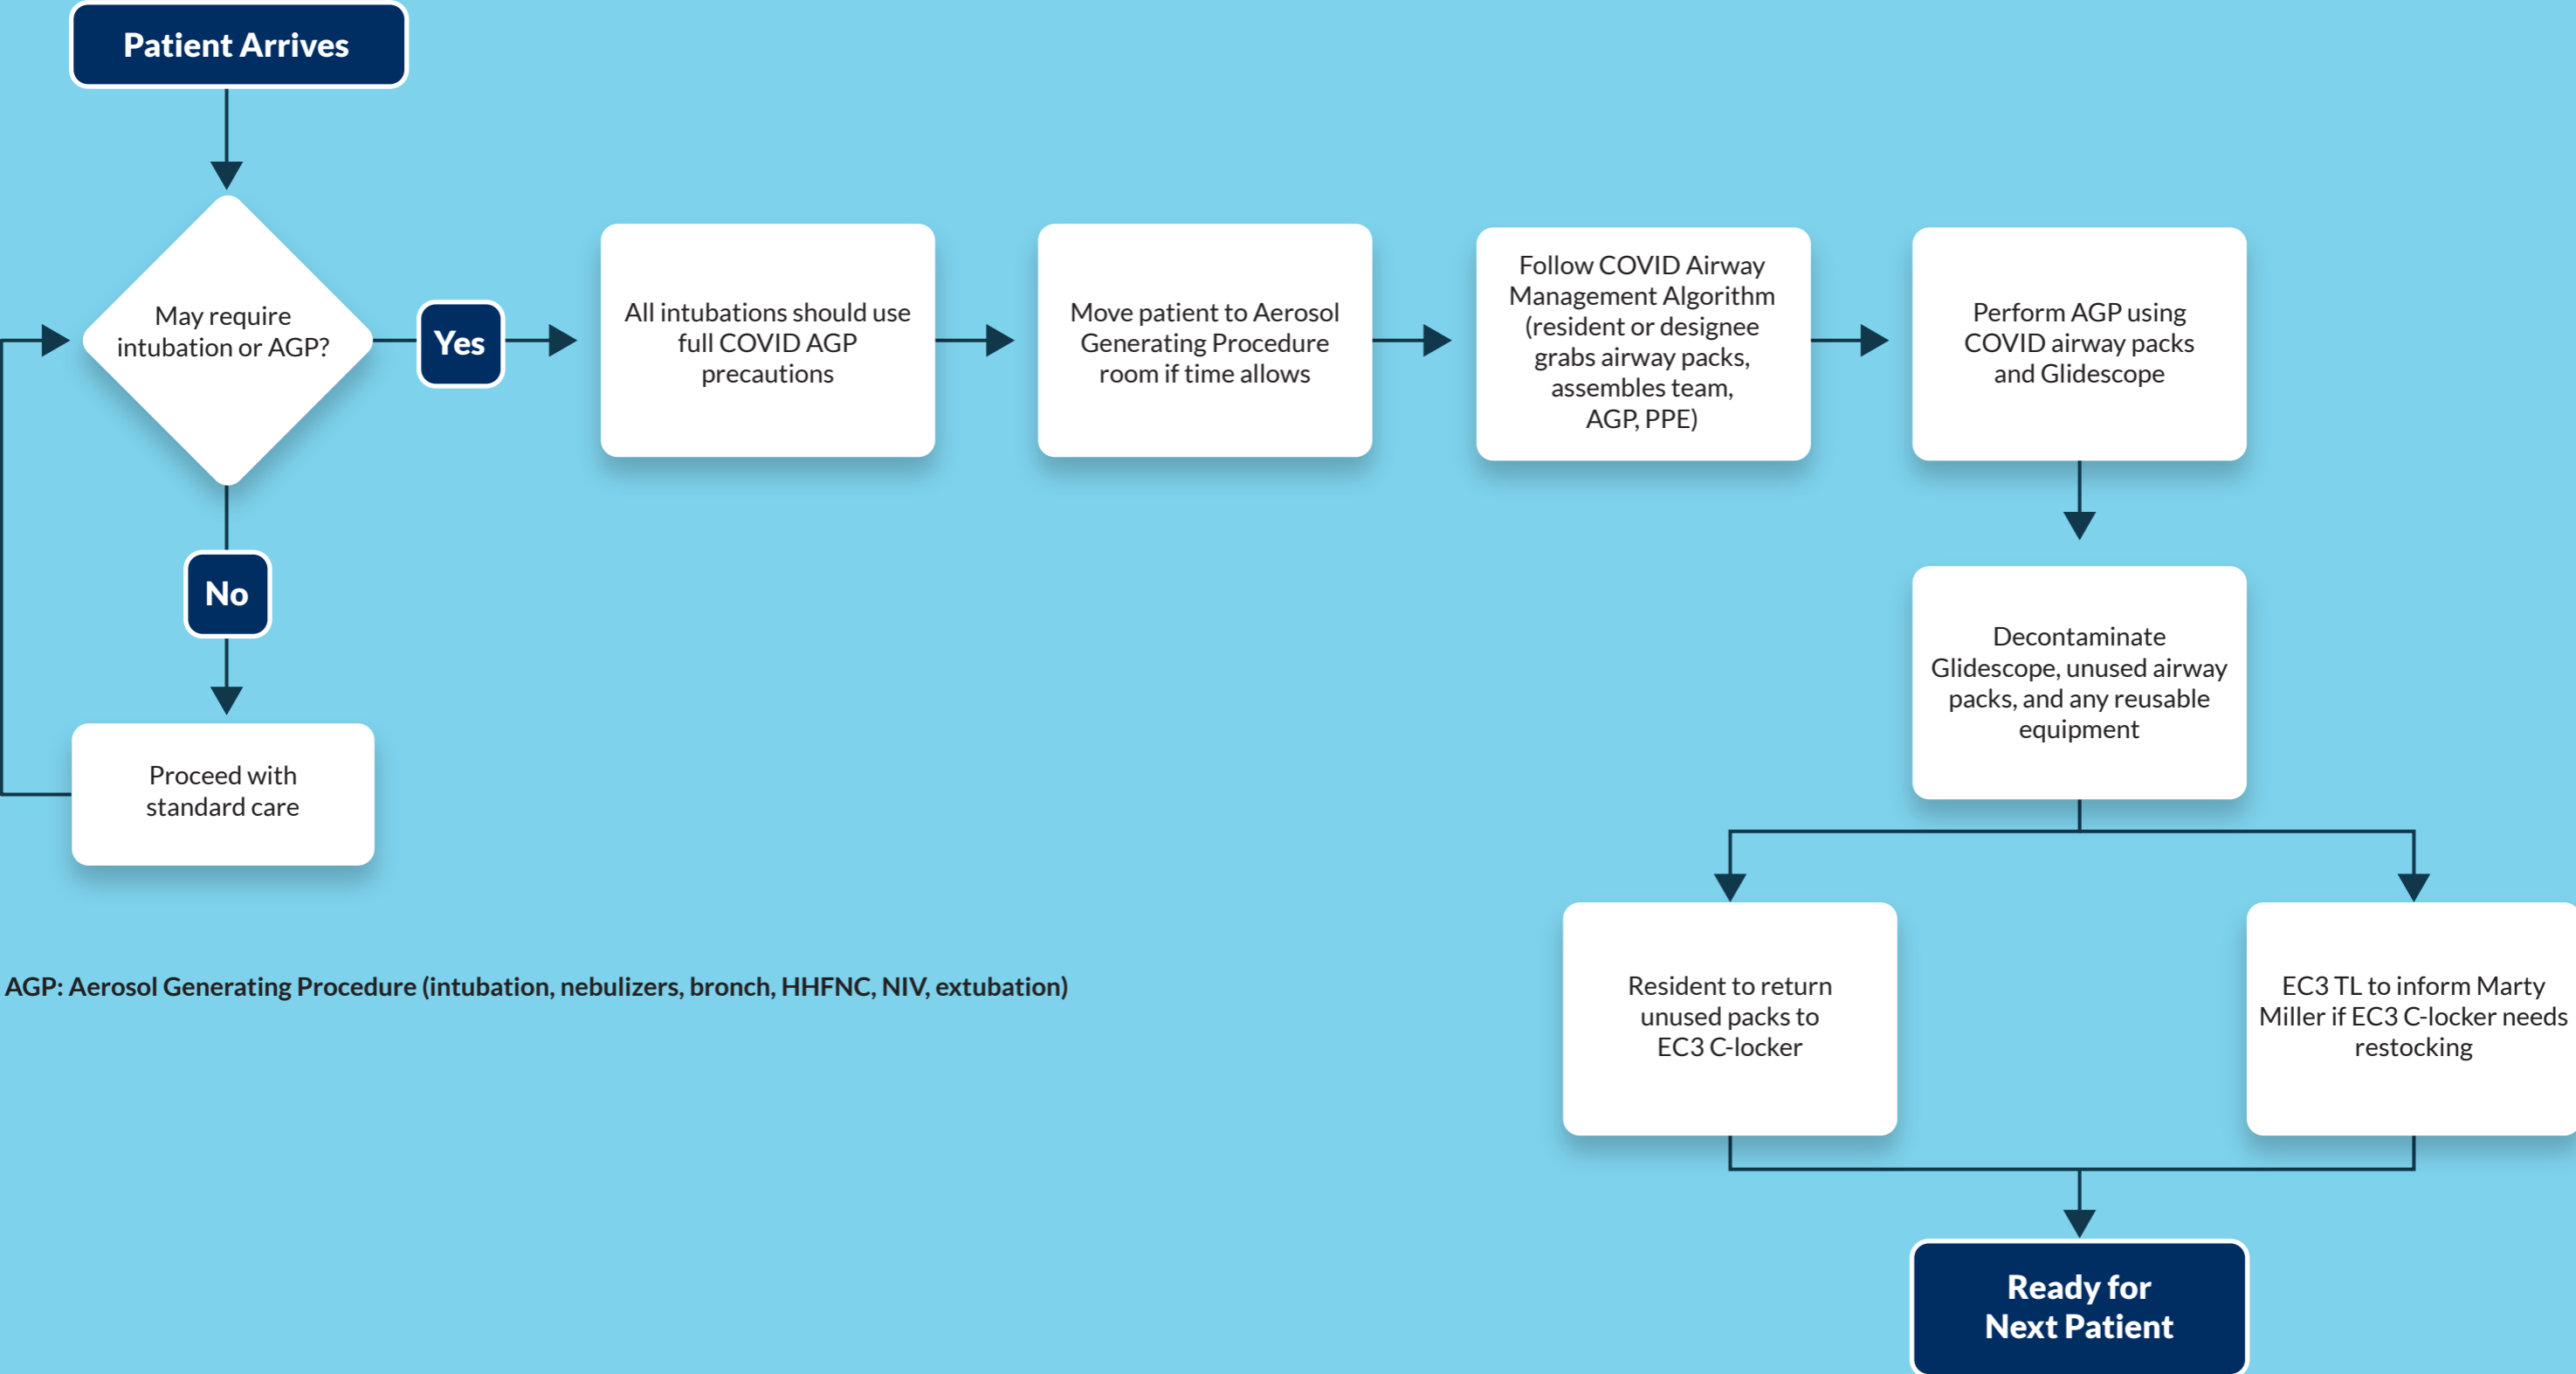 Patient Arrives
May require
intubation or AGP?
Yes
All intubations should use
full COVID AGP
precautions
Move patient to Aerosol
Generating Procedure
room if time allows
Follow COVID Airway
Management Algorithm
(resident or designee
grabs airway packs,
assembles team,
AGP, PPE)
Perform AGP using
COVID airway packs
and Glidescope
No
Proceed with
standard care
Decontaminate
Glidescope, unused airway
packs, and any reusable
equipment
Resident to return
unused packs to
EC3 C-locker
EC3 TL to inform Marty
Miller if EC3 C-locker needs
restocking
AGP: Aerosol Generating Procedure (intubation, nebulizers, bronch, HHFNC, NIV, extubation)
Ready for
Next Patient